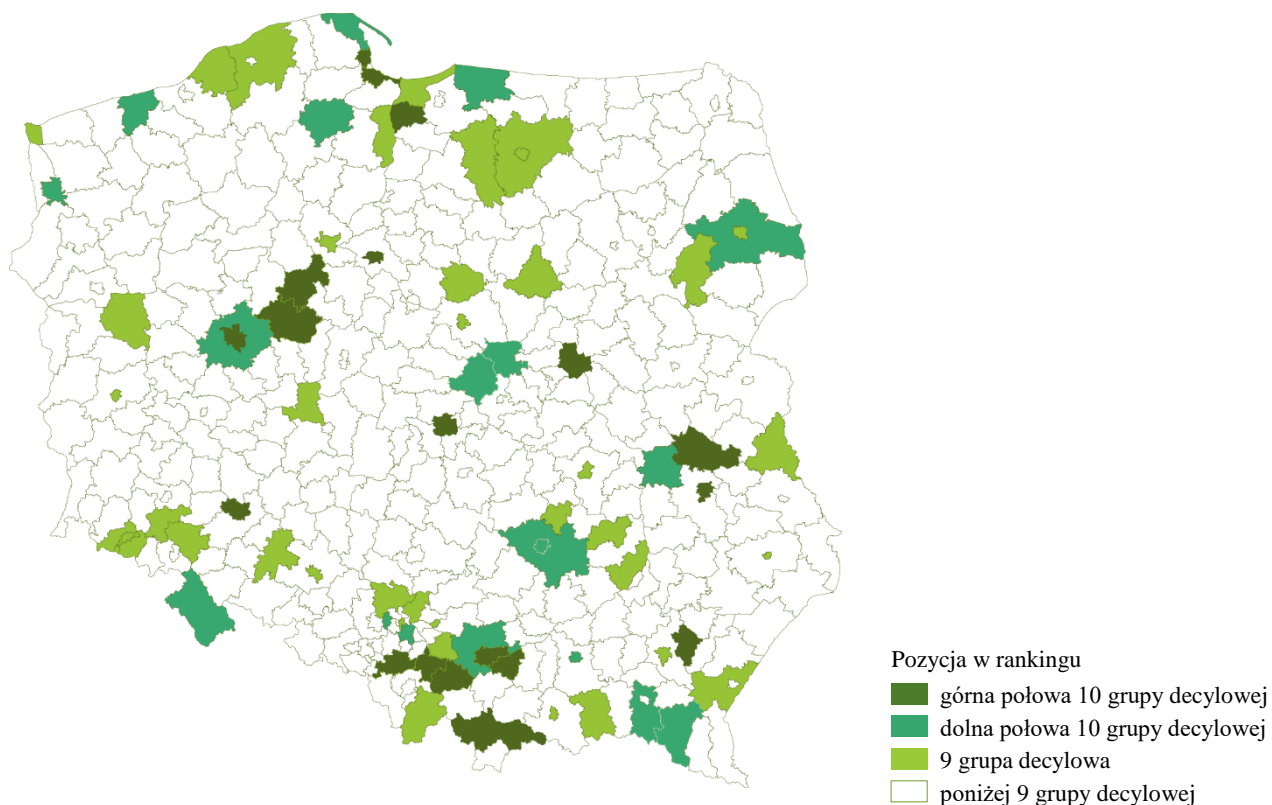 Pozycja w rankingu
górna połowa 10 grupy decylowej
dolna połowa 10 grupy decylowej
9 grupa decylowa
poniżej 9 grupy decylowej